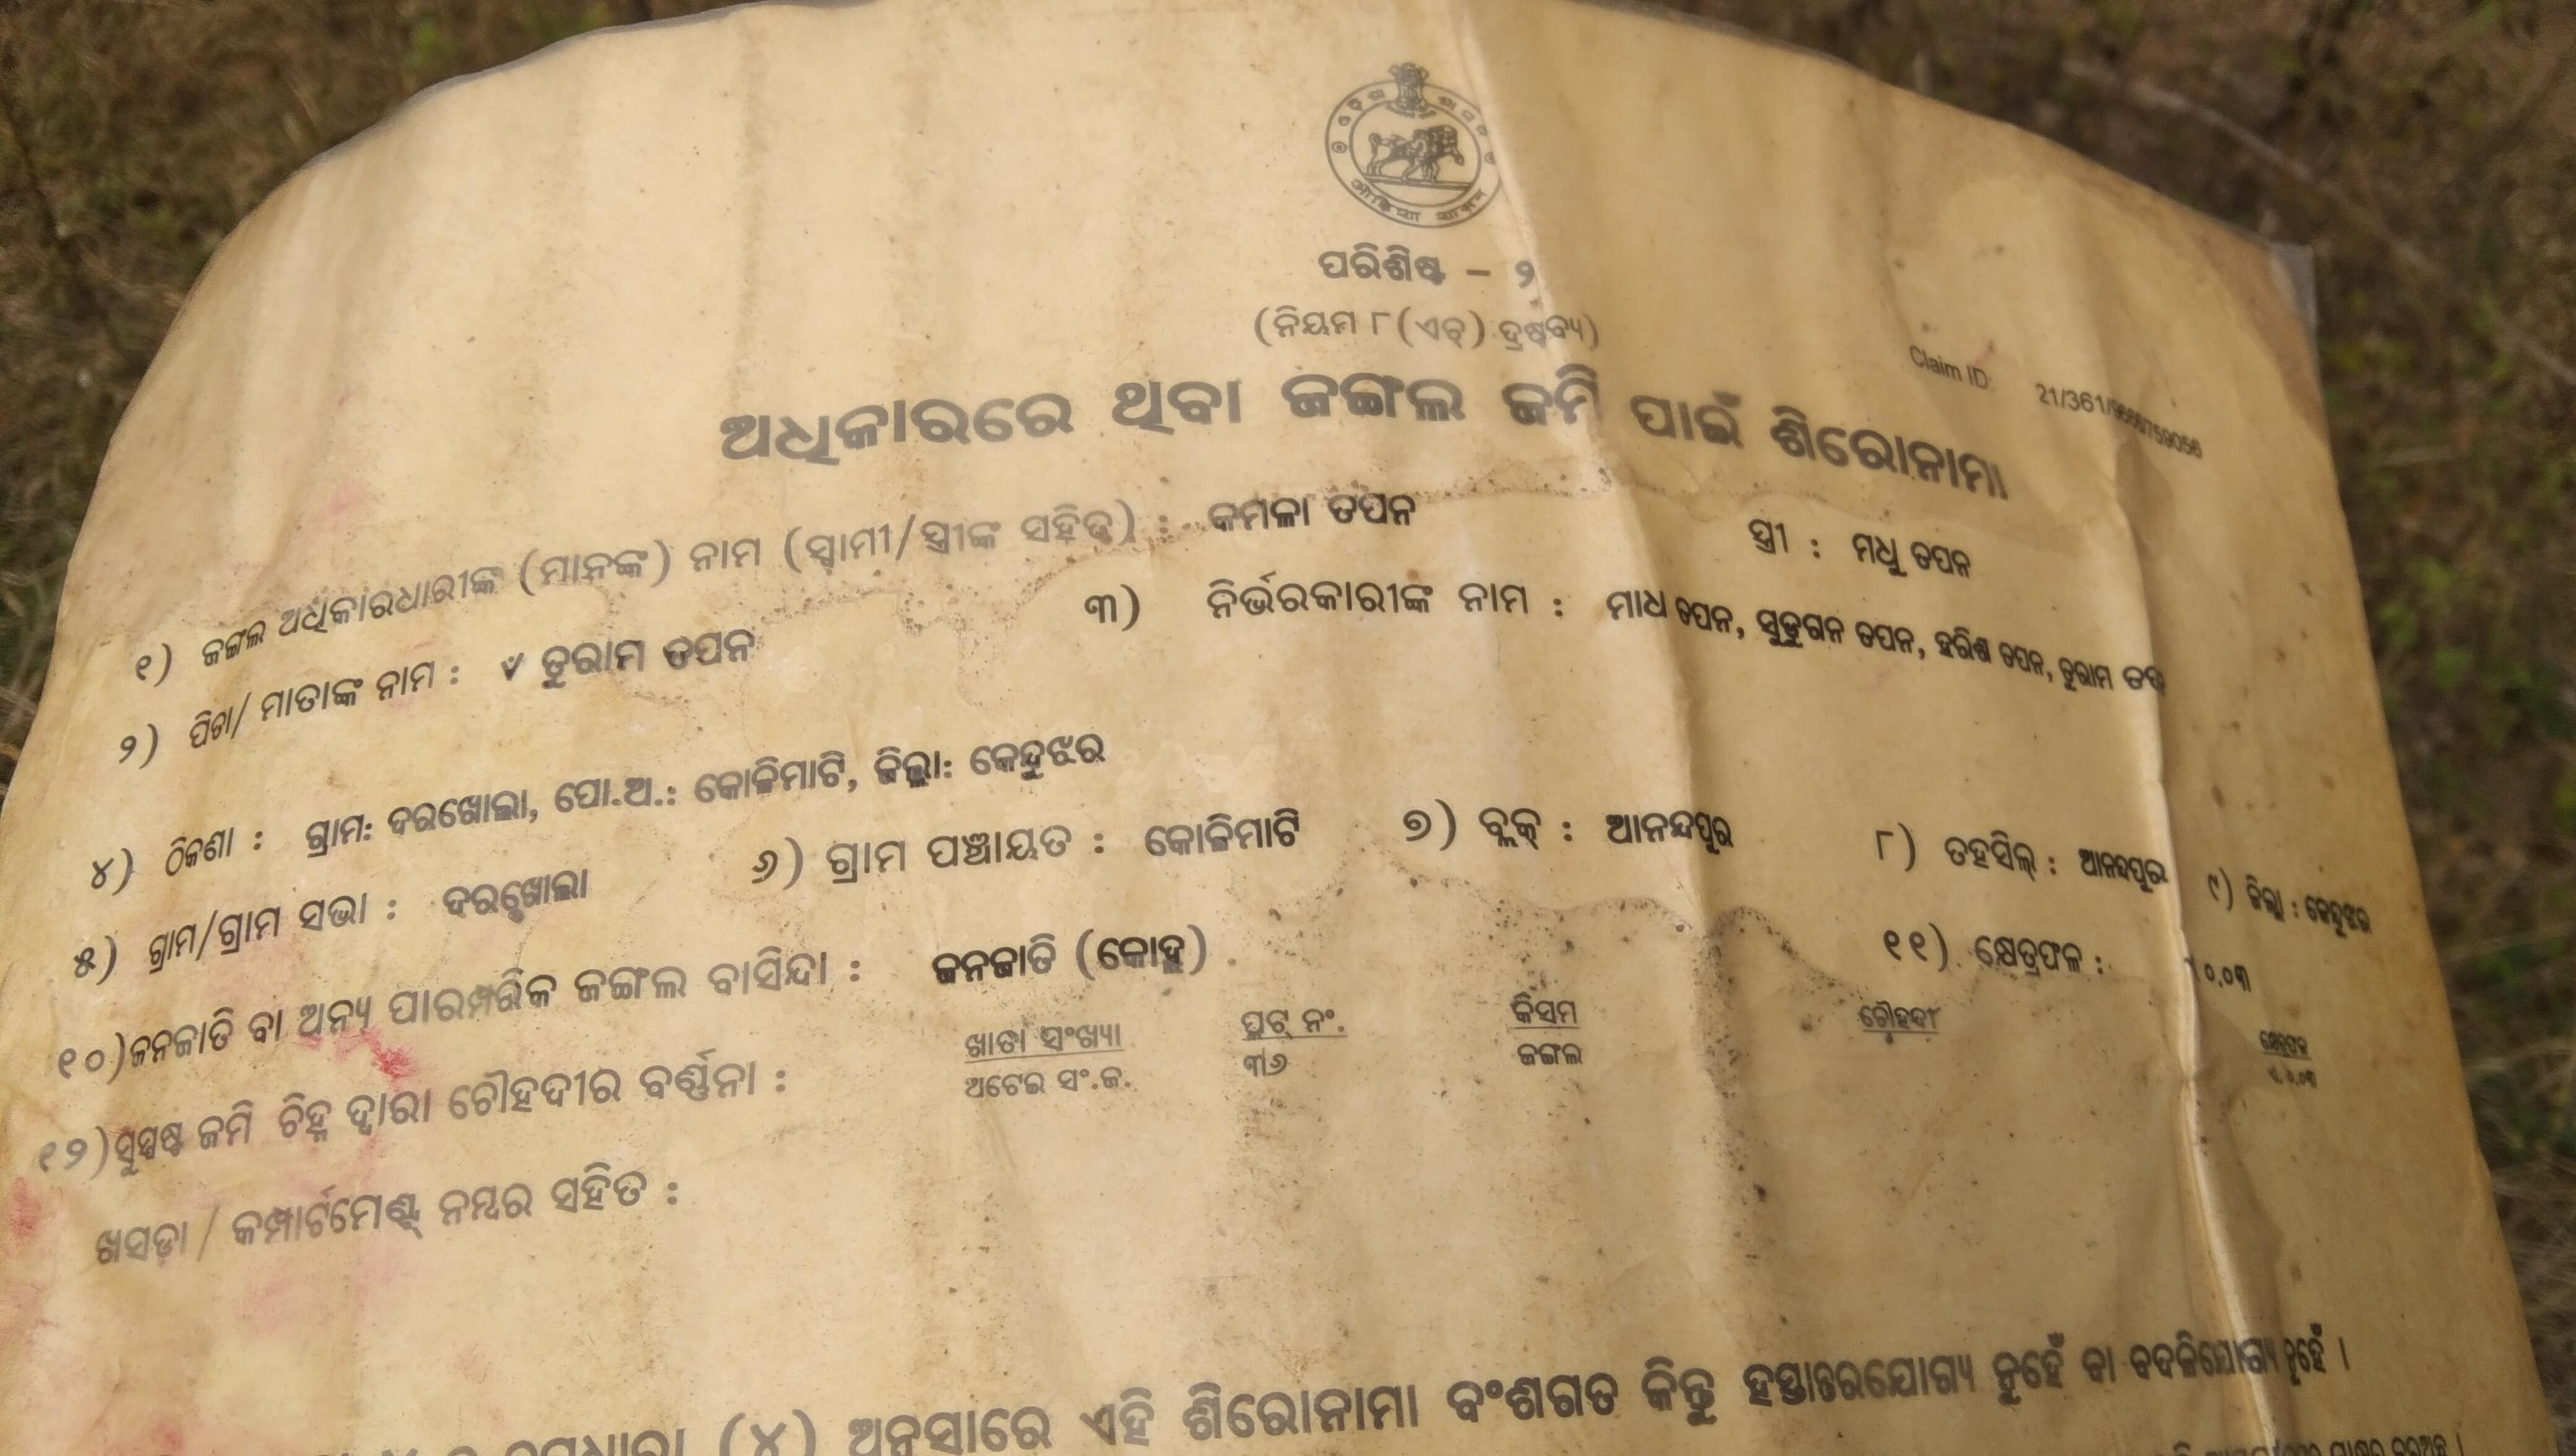 ପରିଶିଷ୍ଟ – ୨
(ନିୟମ ୮(ଏଚ୍) ଦ୍ରଷ୍ଟବ୍ୟ)
Claim ID:
ଅଧିକାରରେ ଥିବା ଜଙ୍ଗଲ ଜମି ପାଇଁ ଶିରୋନାମା
୧) ଜଙ୍ଗଲ ଅଧିକାରଧାରୀଙ୍କ (ମାନଙ୍କ) ନାମ (ସ୍ୱାମୀ/ସ୍ତ୍ରୀଙ୍କ ସହିତ) : କମଳା ତପନ ସ୍ତ୍ରୀ : ମଧୁ ତପନ
୨) ପିତା/ ମାତାଙ୍କ ନାମ : ତୁରାମ ତପନ ୩) ନିର୍ଭରକାରୀଙ୍କ ନାମ : ମାଧ ତପନ, ସୁଡୁଗନ ତପନ, ହରିଷ ତପନ, ତୁରାମ
୪) ଠିକଣା : ଗ୍ରାମ: ଦରଖୋଲା, ପୋ.ଅ.: କୋଳିମାଟି, ଜିଲ୍ଲା: କେନ୍ଦୁଝର
୫) ଗ୍ରାମ/ଗ୍ରାମ ସଭା : ଦରଖୋଲା ୬) ଗ୍ରାମ ପଞ୍ଚାୟତ : କୋଳିମାଟି ୭) ବ୍ଲକ୍ : ଆନନ୍ଦପୁର ୮) ତହସିଲ୍ : ଆନନ୍ଦପୁର ୯) ଜିଲ୍ଲା : କେନ୍ଦୁଝର
୧୦)ଜନଜାତି ବା ଅନ୍ୟ ପାରମ୍ପରିକ ଜଙ୍ଗଲ ବାସିନ୍ଦା : ଜନଜାତି (କୋହ୍ଲ) ୧୧) କ୍ଷେତ୍ରଫଳ : ୦.୦୩
୧୨)ସୁସ୍ପଷ୍ଟ ଜମି ଚିହ୍ନ ଦ୍ୱାରା ଚୌହଦୀର ବର୍ଣ୍ଣନା : ଖାତା ସଂଖ୍ୟା ପ୍ଲଟ୍ ନଂ. କିସମ ଚୌହଦୀ
ଅଟେଇ ସଂ.ଜ. ୩୬ ଜଙ୍ଗଲ
ଖସଡ଼ା / କମ୍ପାର୍ଟମେଣ୍ଟ୍ ନମ୍ବର ସହିତ :
(୪) ଅନୁସାରେ ଏହି ଶିରୋନାମା ବଂଶଗତ କିନ୍ତୁ ହସ୍ତାନ୍ତରଯୋଗ୍ୟ ନୁହେଁ ବା ବଦଳିଯୋଗ୍ୟ ନୁହେଁ ।